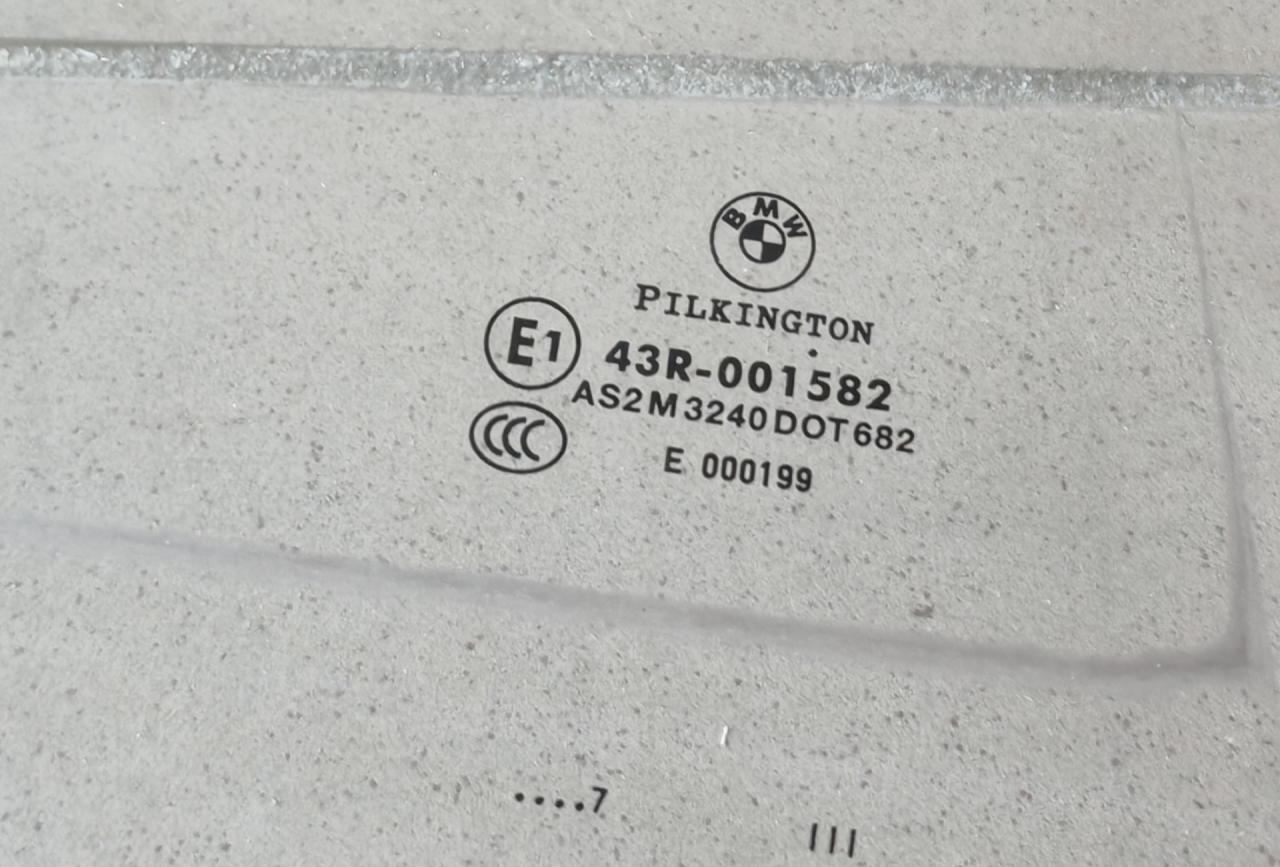 BMW
PILKINGTON
E1 43R-001582
AS2 M3240 DOT682
CCC
E 000199
....7
III